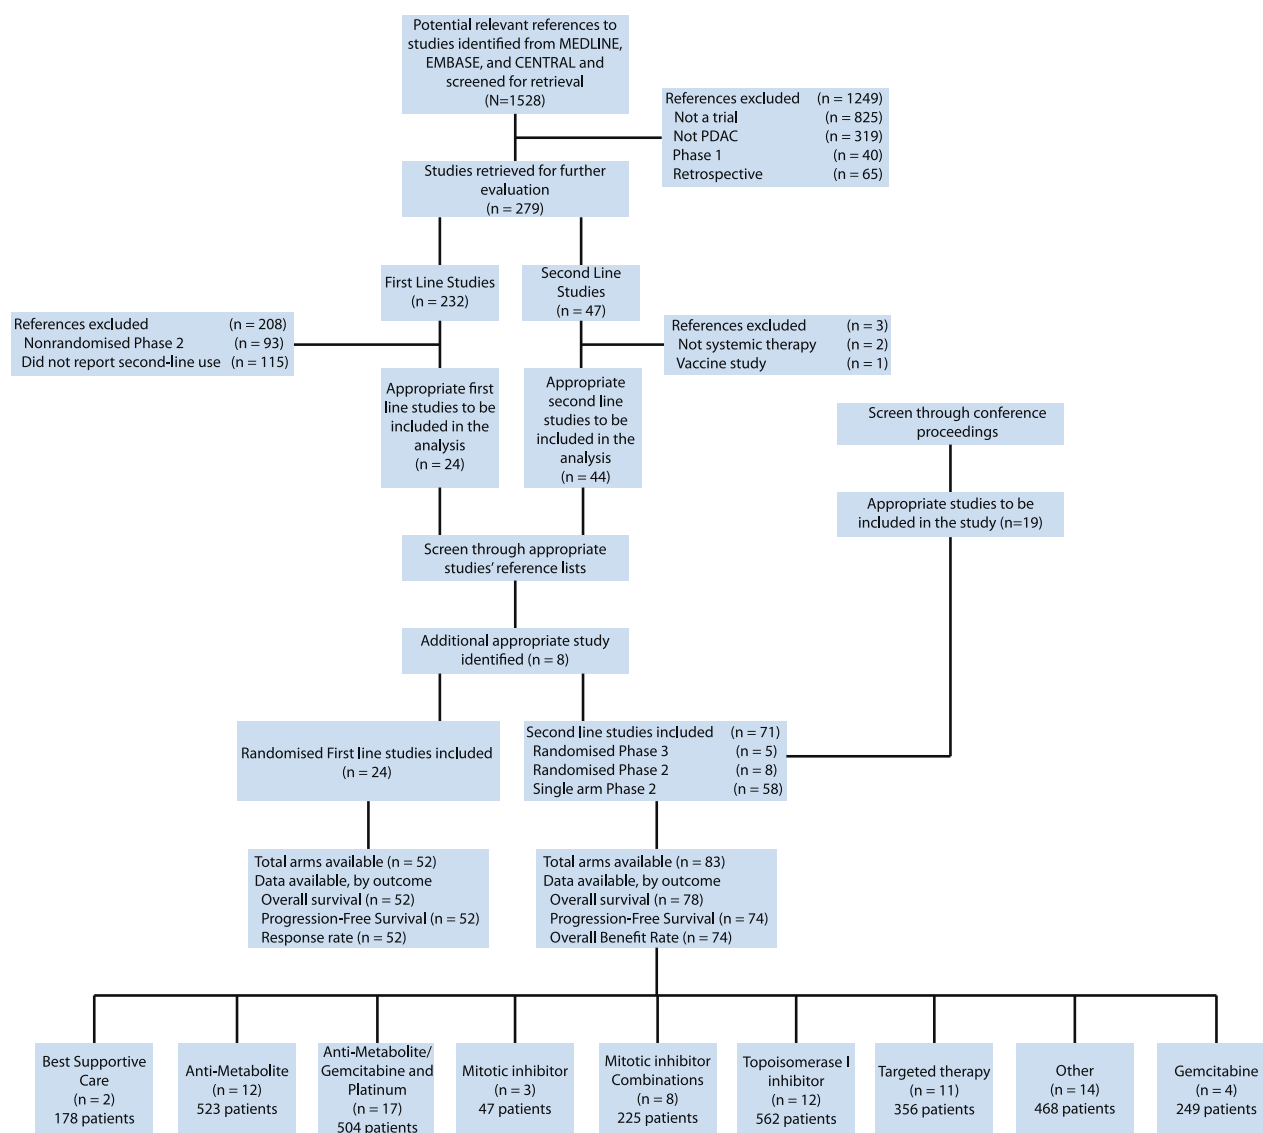 Potential relevant references to
studies identified from MEDLINE,
EMBASE, and CENTRAL and
screened for retrieval
(N=1528)
References excluded (n = 1249)
Not a trial (n = 825)
Not PDAC (n = 319)
Phase 1 (n = 40)
Retrospective (n = 65)
Studies retrieved for further
evaluation
(n = 279)
First Line Studies
(n = 232)
Second Line
Studies
(n = 47)
References excluded (n = 208)
Nonrandomised Phase 2 (n = 93)
Did not report second-line use (n = 115)
References excluded (n = 3)
Not systemic therapy (n = 2)
Vaccine study (n = 1)
Appropriate first
line studies to be
included in the
analysis
(n = 24)
Appropriate
second line
studies to be
included in the
analysis
(n = 44)
Screen through conference
proceedings
Appropriate studies to be
included in the study (n=19)
Screen through appropriate
studies' reference lists
Additional appropriate study
identified (n = 8)
Randomised First line studies included
(n = 24)
Second line studies included (n = 71)
Randomised Phase 3 (n = 5)
Randomised Phase 2 (n = 8)
Single arm Phase 2 (n = 58)
Total arms available (n = 52)
Data available, by outcome
Overall survival (n = 52)
Progression-Free Survival (n = 52)
Response rate (n = 52)
Total arms available (n = 83)
Data available, by outcome
Overall survival (n = 78)
Progression-Free Survival (n = 74)
Overall Benefit Rate (n = 74)
Best Supportive
Care
(n = 2)
178 patients
Anti-Metabolite
(n = 12)
523 patients
Anti-Metabolite/
Gemcitabine and
Platinum
(n = 17)
504 patients
Mitotic inhibitor
(n = 3)
47 patients
Mitotic inhibitor
Combinations
(n = 8)
225 patients
Topoisomerase I
inhibitor
(n = 12)
562 patients
Targeted therapy
(n = 11)
356 patients
Other
(n = 14)
468 patients
Gemcitabine
(n = 4)
249 patients